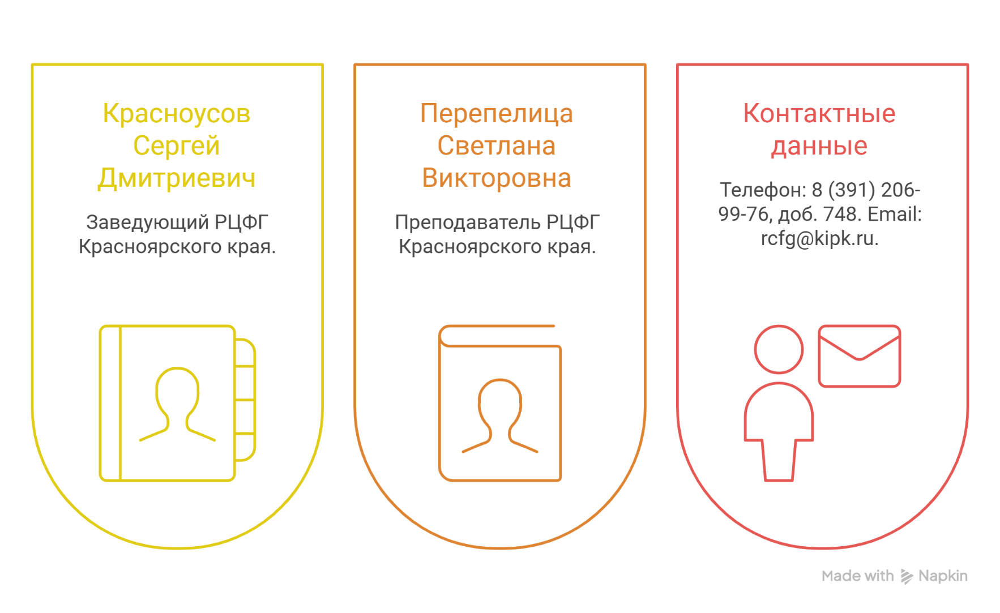 Красноусов
Сергей
Дмитриевич
Заведующий РЦФГ
Красноярского края.
Перепелица
Светлана
Викторовна
Преподаватель РЦФГ
Красноярского края.
Контактные
данные
Телефон: 8 (391) 206-
99-76, доб. 748. Email:
rcfg@kipk.ru.
Made with Napkin